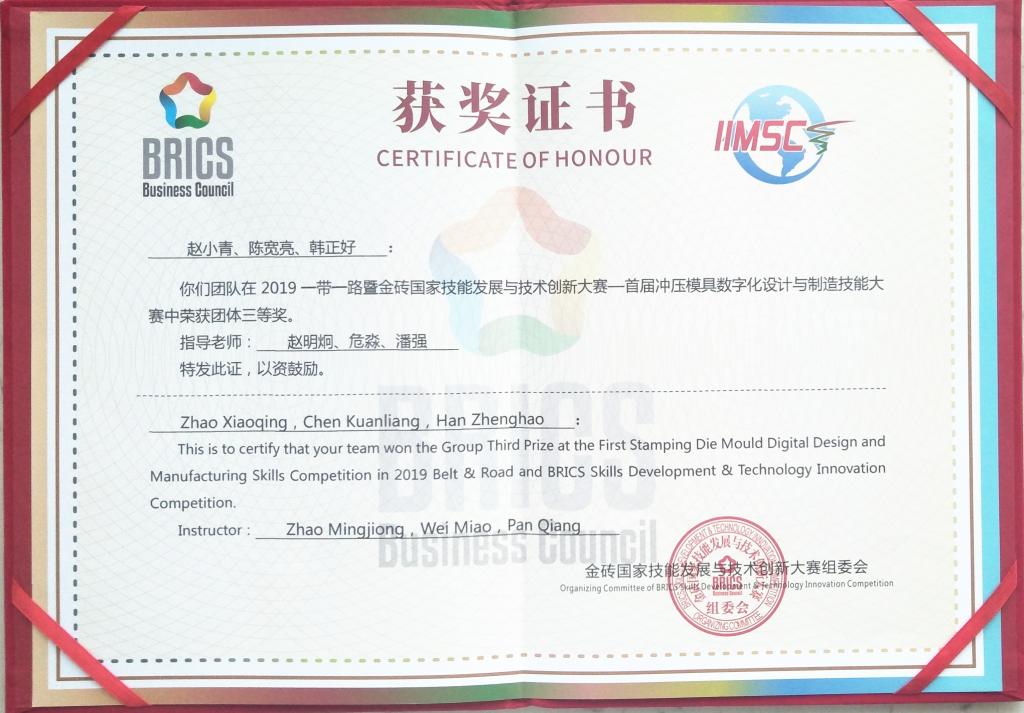 BRICS
Business Council
获奖证书
CERTIFICATE OF HONOUR
IIMSC
赵小青、陈宽亮、韩正好：
你们团队在 2019 一带一路暨金砖国家技能发展与技术创新大赛—首届冲压模具数字化设计与制造技能大
赛中荣获团体三等奖。
指导老师：赵明炯、危淼、潘强
特发此证，以资鼓励。
Zhao Xiaoqing , Chen Kuanliang , Han Zhenghao :
This is to certify that your team won the Group Third Prize at the First Stamping Die Mould Digital Design and
Manufacturing Skills Competition in 2019 Belt & Road and BRICS Skills Development & Technology Innovation
Competition.
Instructor : Zhao Mingjiong , Wei Miao , Pan Qiang
BRICS
Business Council
金砖国家技能发展与技术创新大赛组委会
Organizing Committee of BRICS Skills Development & Technology Innovation Competition
BRICS
组委会
ORGANIZING COMMITTEE